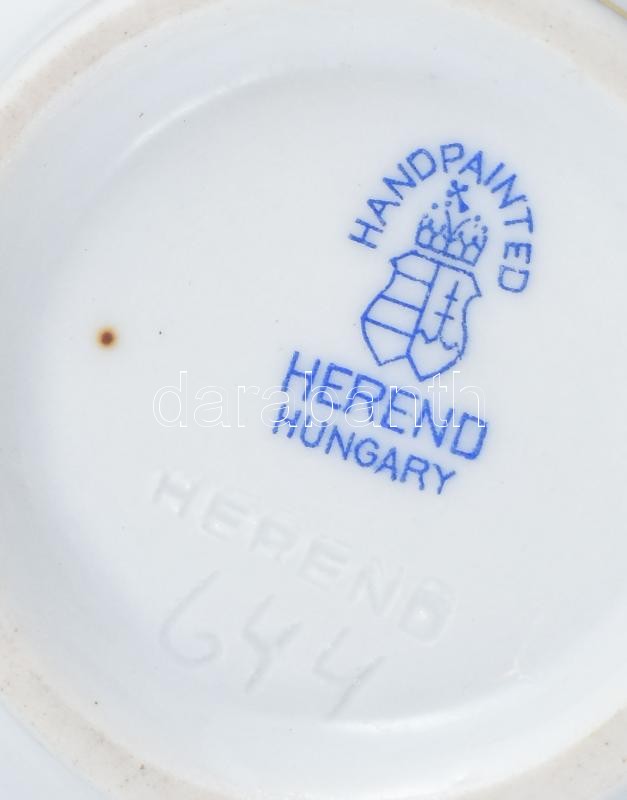 HANDPAINTED
HEREND
HUNGARY
darabanth
HEREND
644